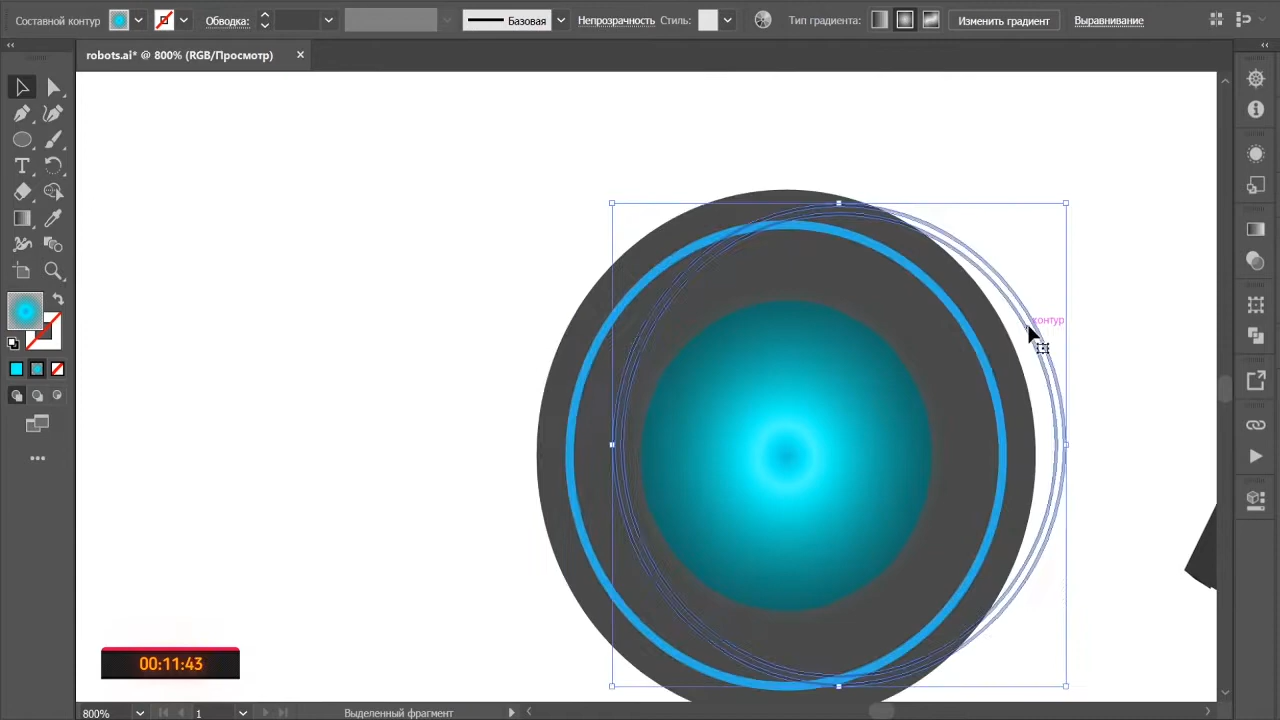 Составной контур
Обводка:
Базовая
Непрозрачность
Стиль:
Тип градиента:
Изменить градиент
Выравнивание
robots.ai* @ 800% (RGB/Просмотр)
контур
00:11:43
800%
1
Выделенный фрагмент